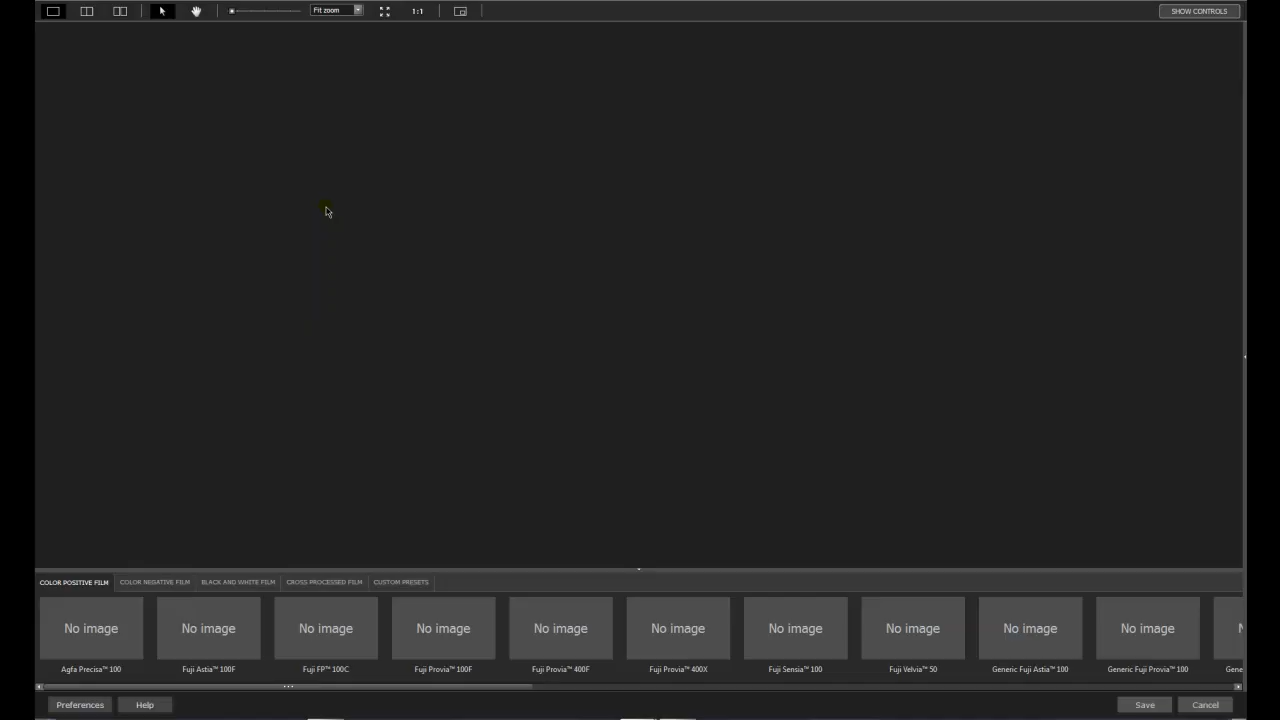 Fit zoom
1:1
SHOW CONTROLS
COLOR POSITIVE FILM
COLOR NEGATIVE FILM
BLACK AND WHITE FILM
CROSS PROCESSED FILM
CUSTOM PRESETS
No image
No image
No image
No image
No image
No image
No image
No image
No image
No image
Agfa Precisa™ 100
Fuji Astia™ 100F
Fuji FP™ 100C
Fuji Provia™ 100F
Fuji Provia™ 400F
Fuji Provia™ 400X
Fuji Sensia™ 100
Fuji Velvia™ 50
Generic Fuji Astia™ 100
Generic Fuji Provia™ 100
Preferences
Help
Save
Cancel